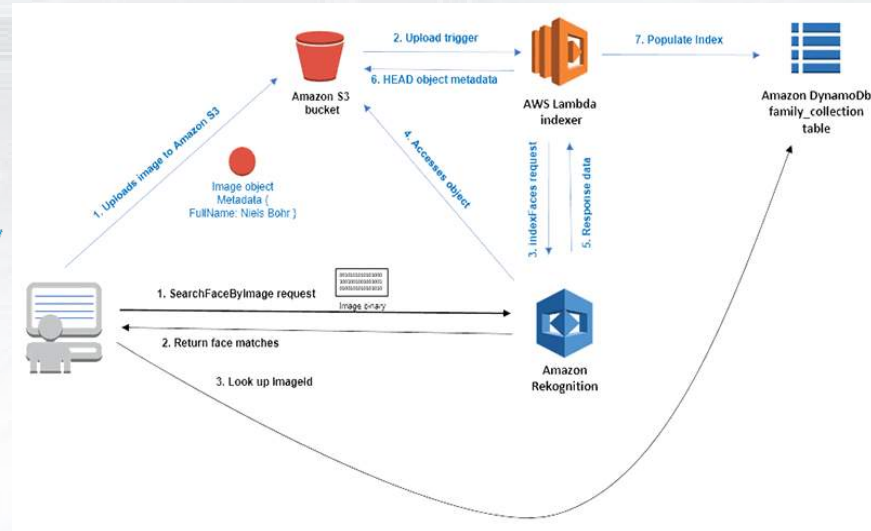 2. Upload trigger
7. Populate Index
6. HEAD object metadata
Amazon S3
bucket
AWS Lambda
indexer
Amazon DynamoDb
family_collection
table
1. Uploads image to Amazon S3
4. Accesses object
Image object
Metadata {
FullName: Niels Bohr }
3. IndexFaces request
5. Response data
1. SearchFaceByImage request
Image binary
2. Return face matches
3. Look up ImageId
Amazon
Rekognition